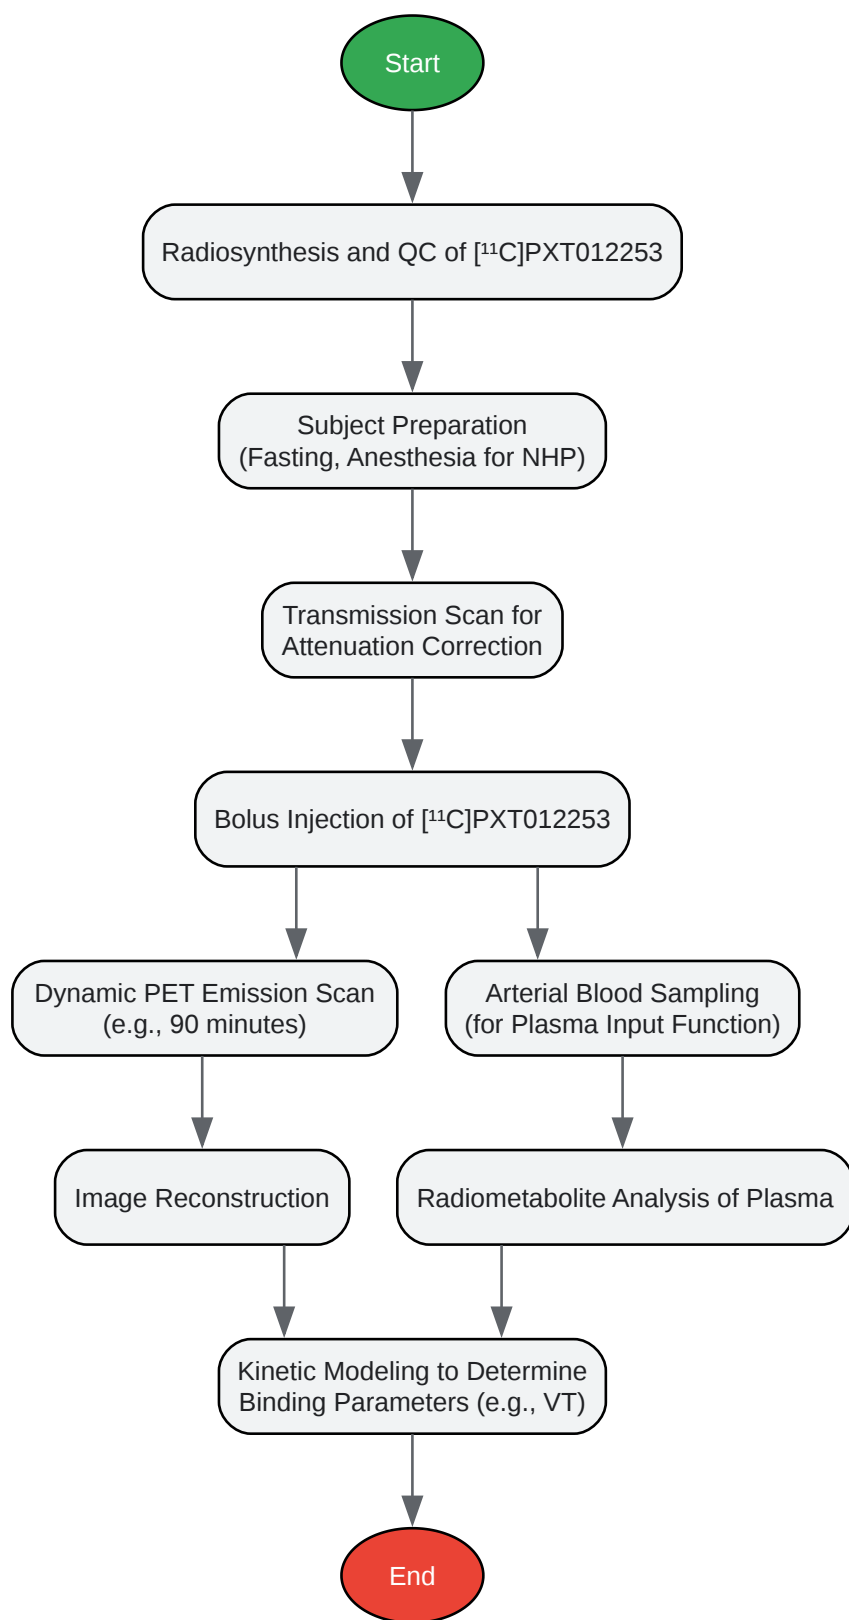 Start
Radiosynthesis and QC of [¹¹C]PXT012253
Subject Preparation
(Fasting, Anesthesia for NHP)
Transmission Scan for
Attenuation Correction
Bolus Injection of [¹¹C]PXT012253
Dynamic PET Emission Scan
(e.g., 90 minutes)
Arterial Blood Sampling
(for Plasma Input Function)
Image Reconstruction
Radiometabolite Analysis of Plasma
Kinetic Modeling to Determine
Binding Parameters (e.g., VT)
End